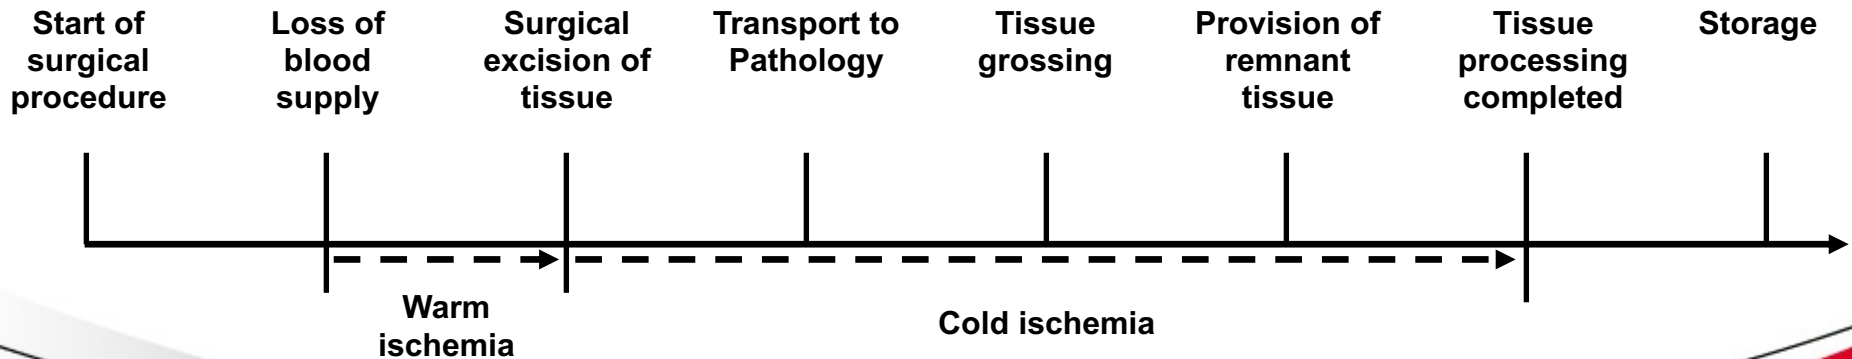 Start of
surgical
procedure
Loss of
blood
supply
Surgical
excision of
tissue
Transport to
Pathology
Tissue
grossing
Provision of
remnant
tissue
Tissue
processing
completed
Storage
Warm
ischemia
Cold ischemia